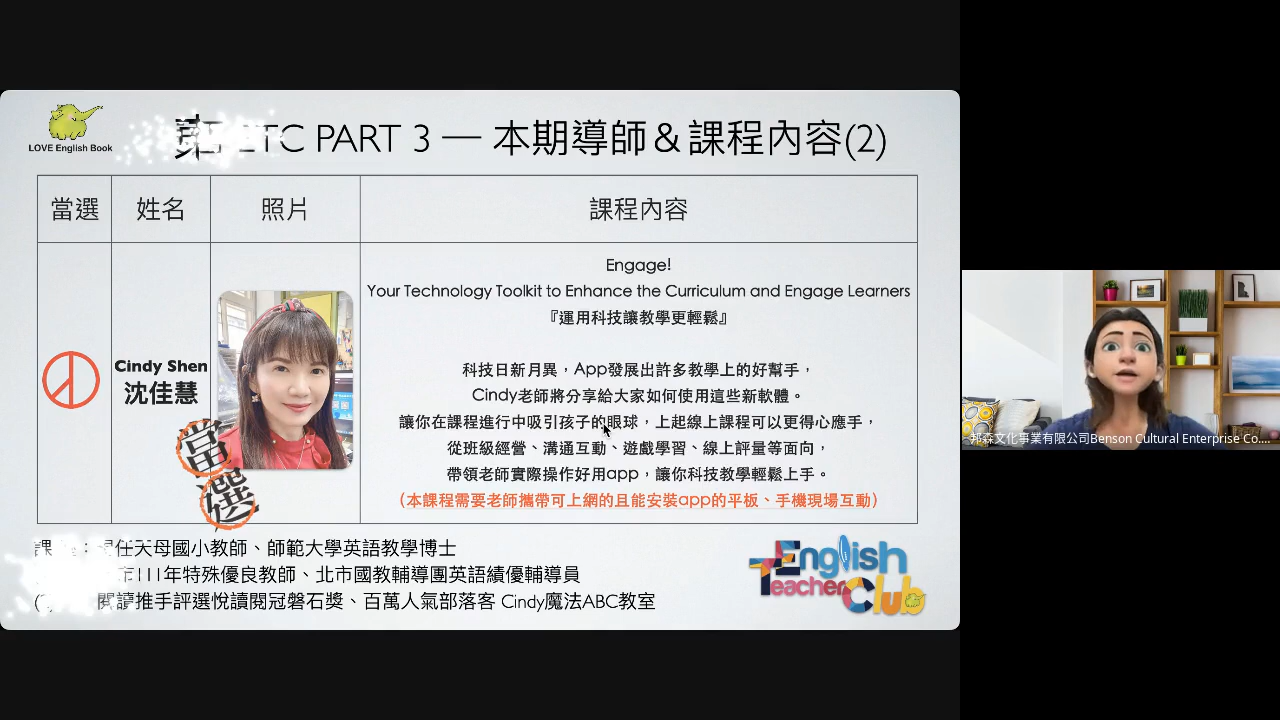 LOVE English Book
ETC PART 3 — 本期導師&課程內容(2)
當選
姓名
照片
課程內容
Cindy Shen
沈佳慧
當選
Engage!
Your Technology Toolkit to Enhance the Curriculum and Engage Learners
『運用科技讓教學更輕鬆』
科技日新月異，App發展出許多教學上的好幫手，
Cindy老師將分享給大家如何使用這些新軟體。
讓你在課程進行中吸引孩子的眼球，上起線上課程可以更得心應手，
從班級經營、溝通互動、遊戲學習、線上評量等面向，
帶領老師實際操作好用app，讓你科技教學輕鬆上手。
（本課程需要老師攜帶可上網的且能安裝app的平板、手機現場互動）
任天母國小教師、師範大學英語教學博士
市111年特殊優良教師、北市國教輔導團英語績優輔導員
閱讀推手評選悅讀閱冠磐石獎、百萬人氣部落客 Cindy魔法ABC教室
English Teacher Club
邦森文化事業有限公司Benson Cultural Enterprise Co....